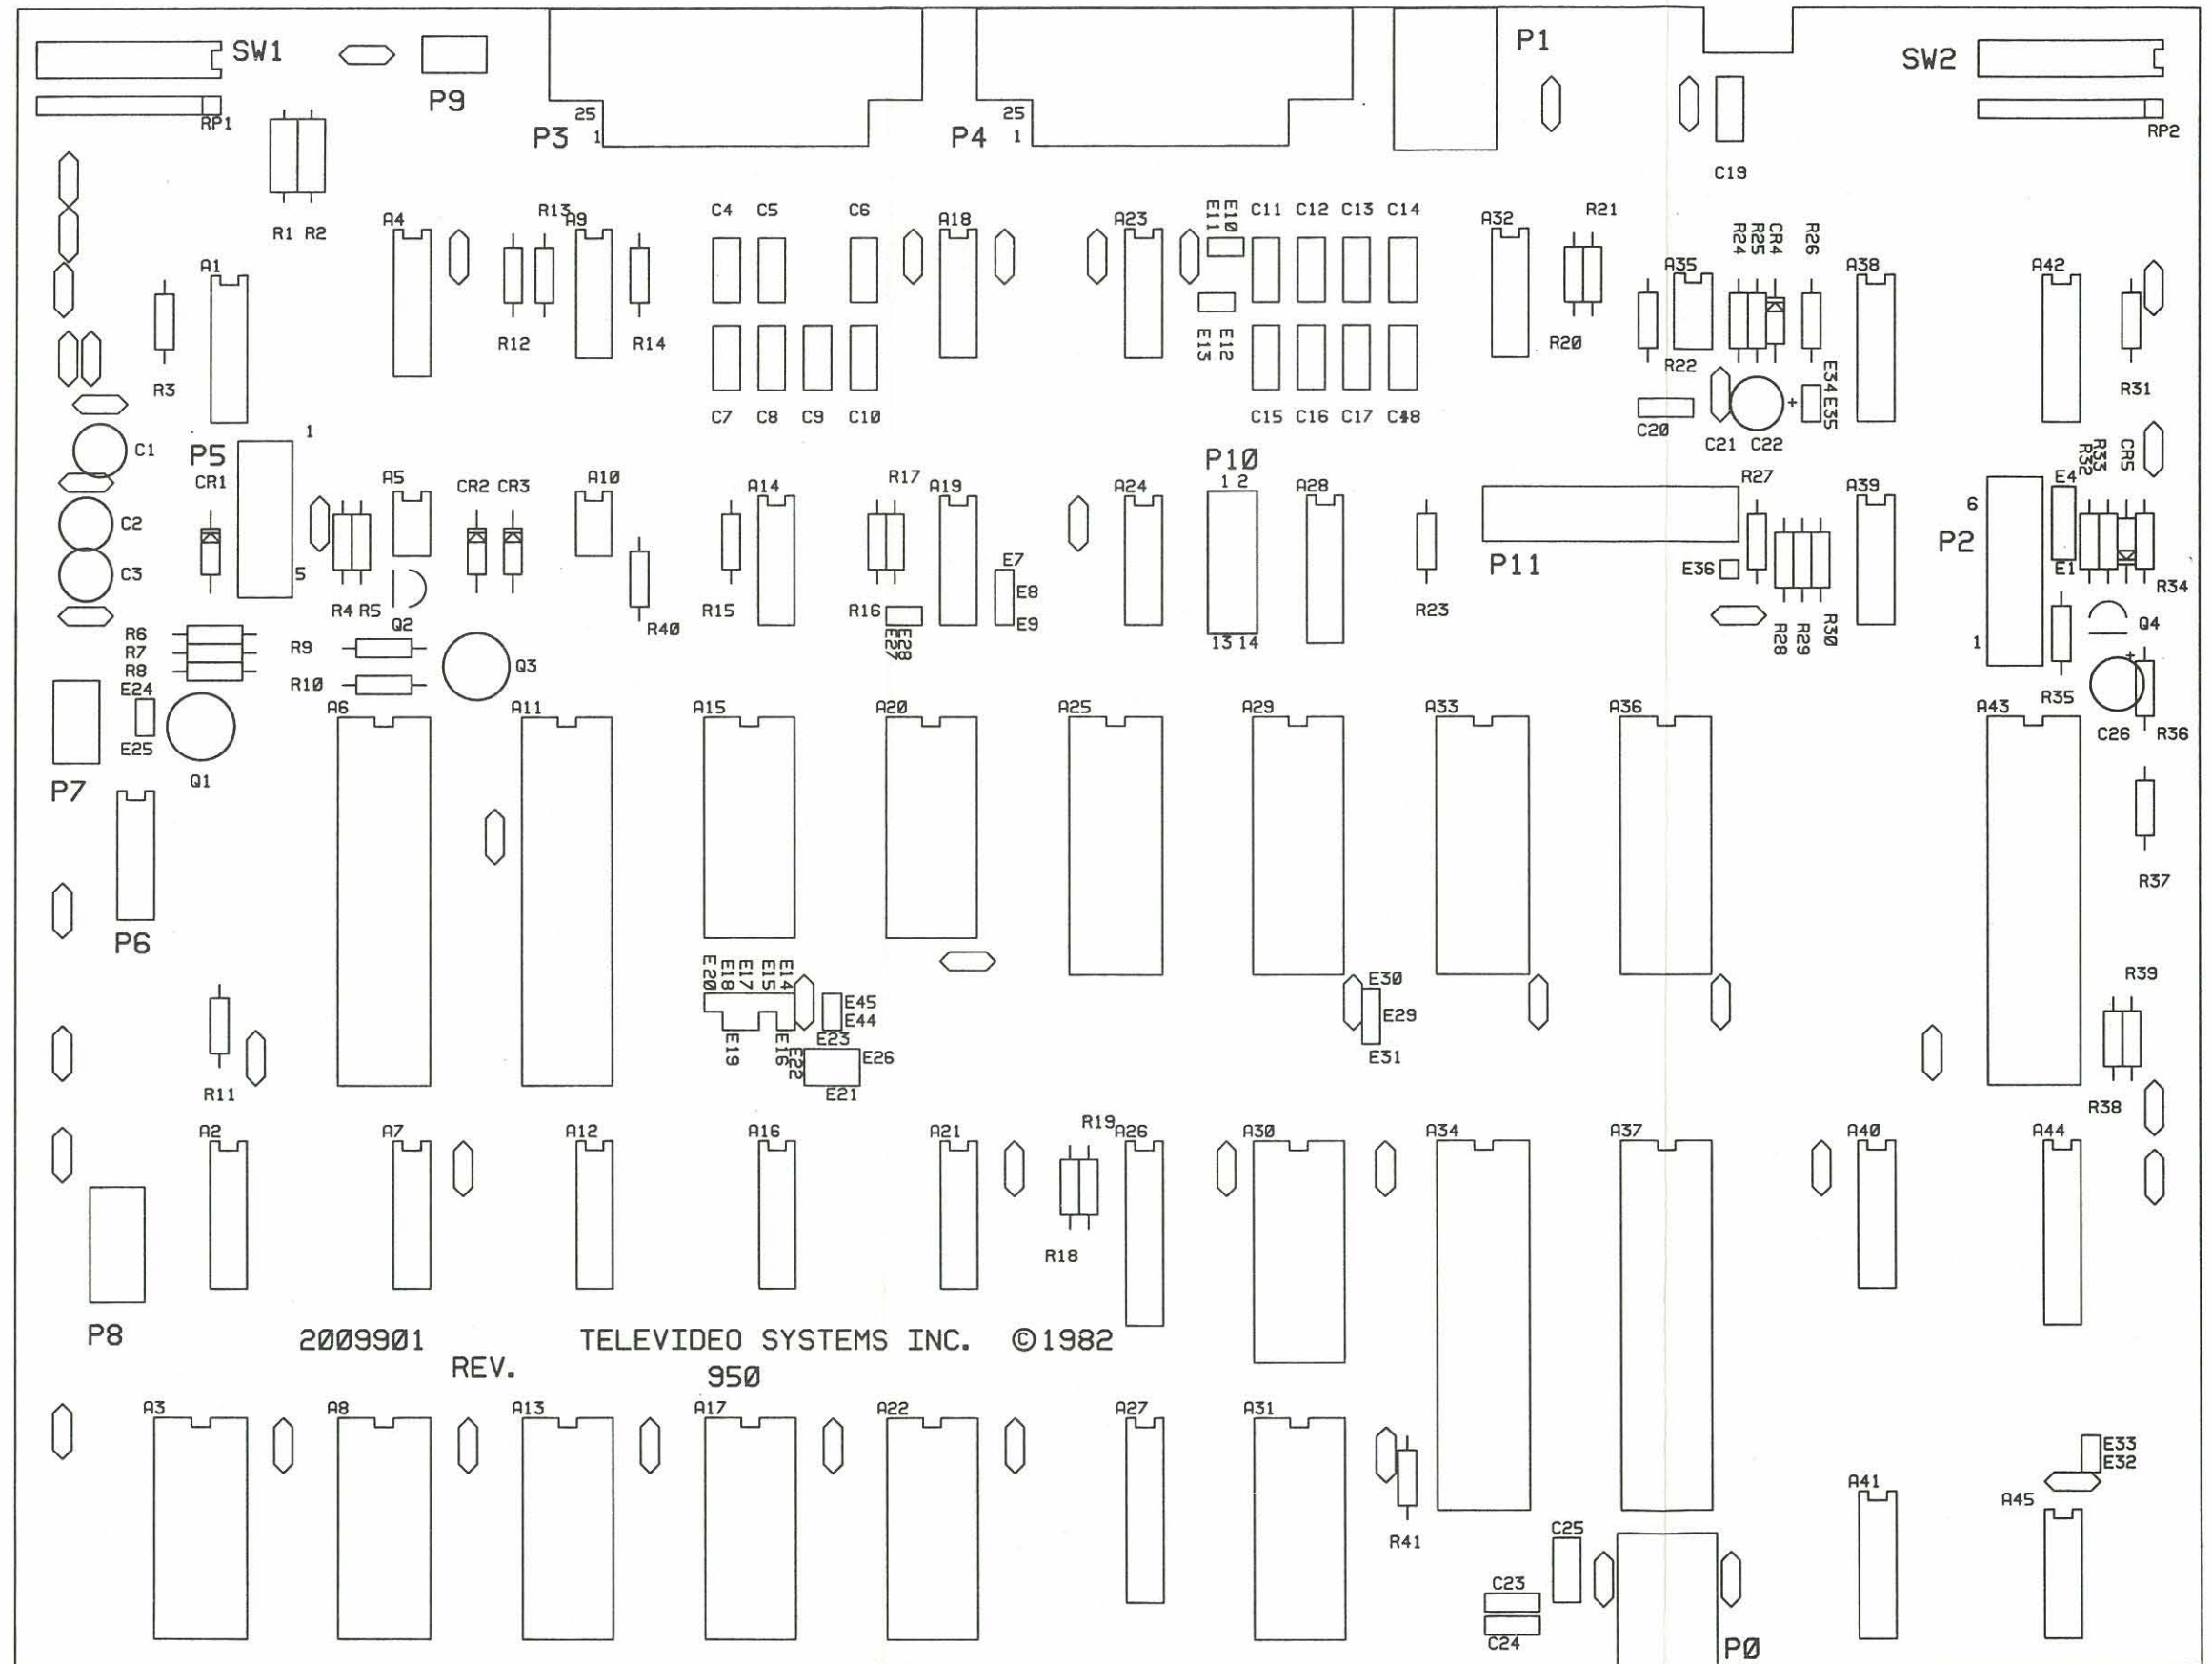 SW1
P9
P1
SW2
RP1
P3
25
1
P4
25
1
RP2
C19
R1 R2
A4
R13
A9
C4 C5 C6
A18
A23
E11
E10
C11 C12 C13 C14
A32
R21
R24
R25
CR4
R26
A1
A35
A38
A42
R3
R12
R14
E13
E12
R20
R22
E34
E35
R31
C7 C8 C9 C10
C15 C16 C17 C18
C20
C21 C22
+
C1
P5
1
CR1
A5
CR2 CR3
A10
A14
R17
A19
A24
P10
1 2
A28
R27
A39
E4
R32
R33
CR5
C2
6
P2
C3
5
E7
E8
E9
P11
E36
E1
R34
R4 R5
Q2
R40
R15
R16
E27
E28
13 14
R23
R28
R29
R30
1
Q4
R6
R7
R8
R9
R10
Q3
+
E24
E25
Q1
A6
A11
A15
A20
A25
A29
A33
A36
A43
R35
C26
R36
P7
P6
R37
E20
E18
E17
E15
E14
E45
E44
E30
E29
E31
R39
E19
E16
E22
E23
E26
E21
R11
R38
A2
A7
A12
A16
A21
R19
A26
A30
A34
A37
A40
A44
R18
P8
2009901
TELEVIDEO SYSTEMS INC. ©1982
REV.
950
A3
A8
A13
A17
A22
A27
A31
E33
E32
A41
A45
R41
C25
C23
C24
P0